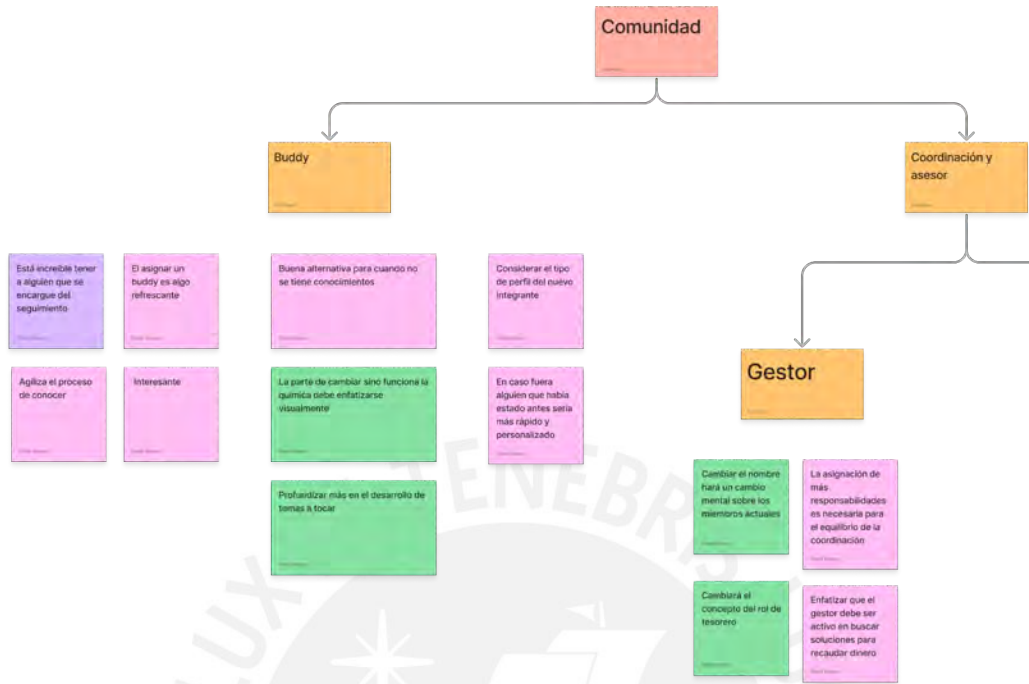 Comunidad
Buddy
Coordinación y
asesor
Está increíble tener
a alguien que se
encargue del
seguimiento
El asignar un
buddy es algo
refrescante
Buena alternativa para cuando no
se tiene conocimientos
Considerar el tipo
de perfil del nuevo
integrante
Agiliza el proceso
de conocer
Interesante
La parte de cambiar sino funciona la
química debe enfatizarse
visualmente
En caso fuera
alguien que había
estado antes sería
más rápido y
personalizado
Profundizar más en el desarrollo de
temas a tocar
Gestor
Cambiar el nombre
hará un cambio
mental sobre los
miembros actuales
La asignación de
más
responsabilidades
es necesaria para
el equilibrio de la
coordinación
Cambiará el
concepto del rol de
tesorero
Enfatizar que el
gestor debe ser
activo en buscar
soluciones para
recaudar dinero
LUX TENEBRIS